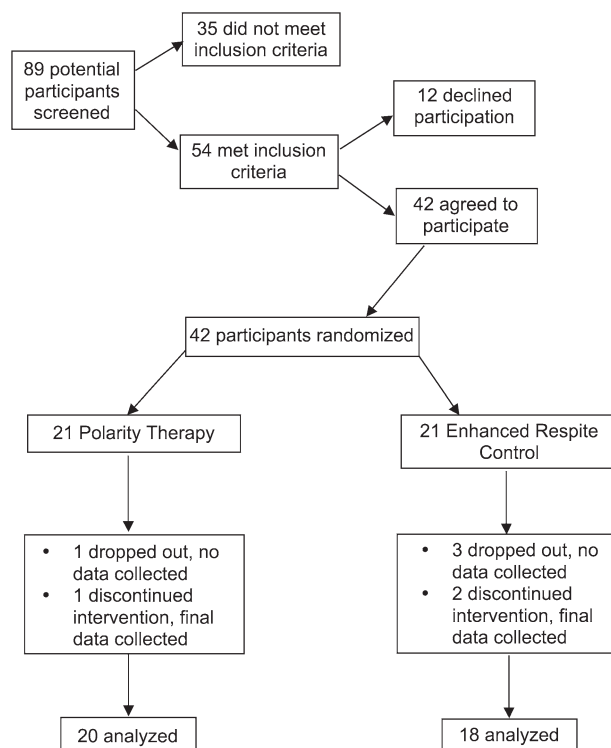 35 did not meet
inclusion criteria
89 potential
participants
screened
12 declined
participation
54 met inclusion
criteria
42 agreed to
participate
42 participants randomized
21 Polarity Therapy
21 Enhanced Respite
Control
• 1 dropped out, no
data collected
• 1 discontinued
intervention, final
data collected
• 3 dropped out, no
data collected
• 2 discontinued
intervention, final
data collected
20 analyzed
18 analyzed